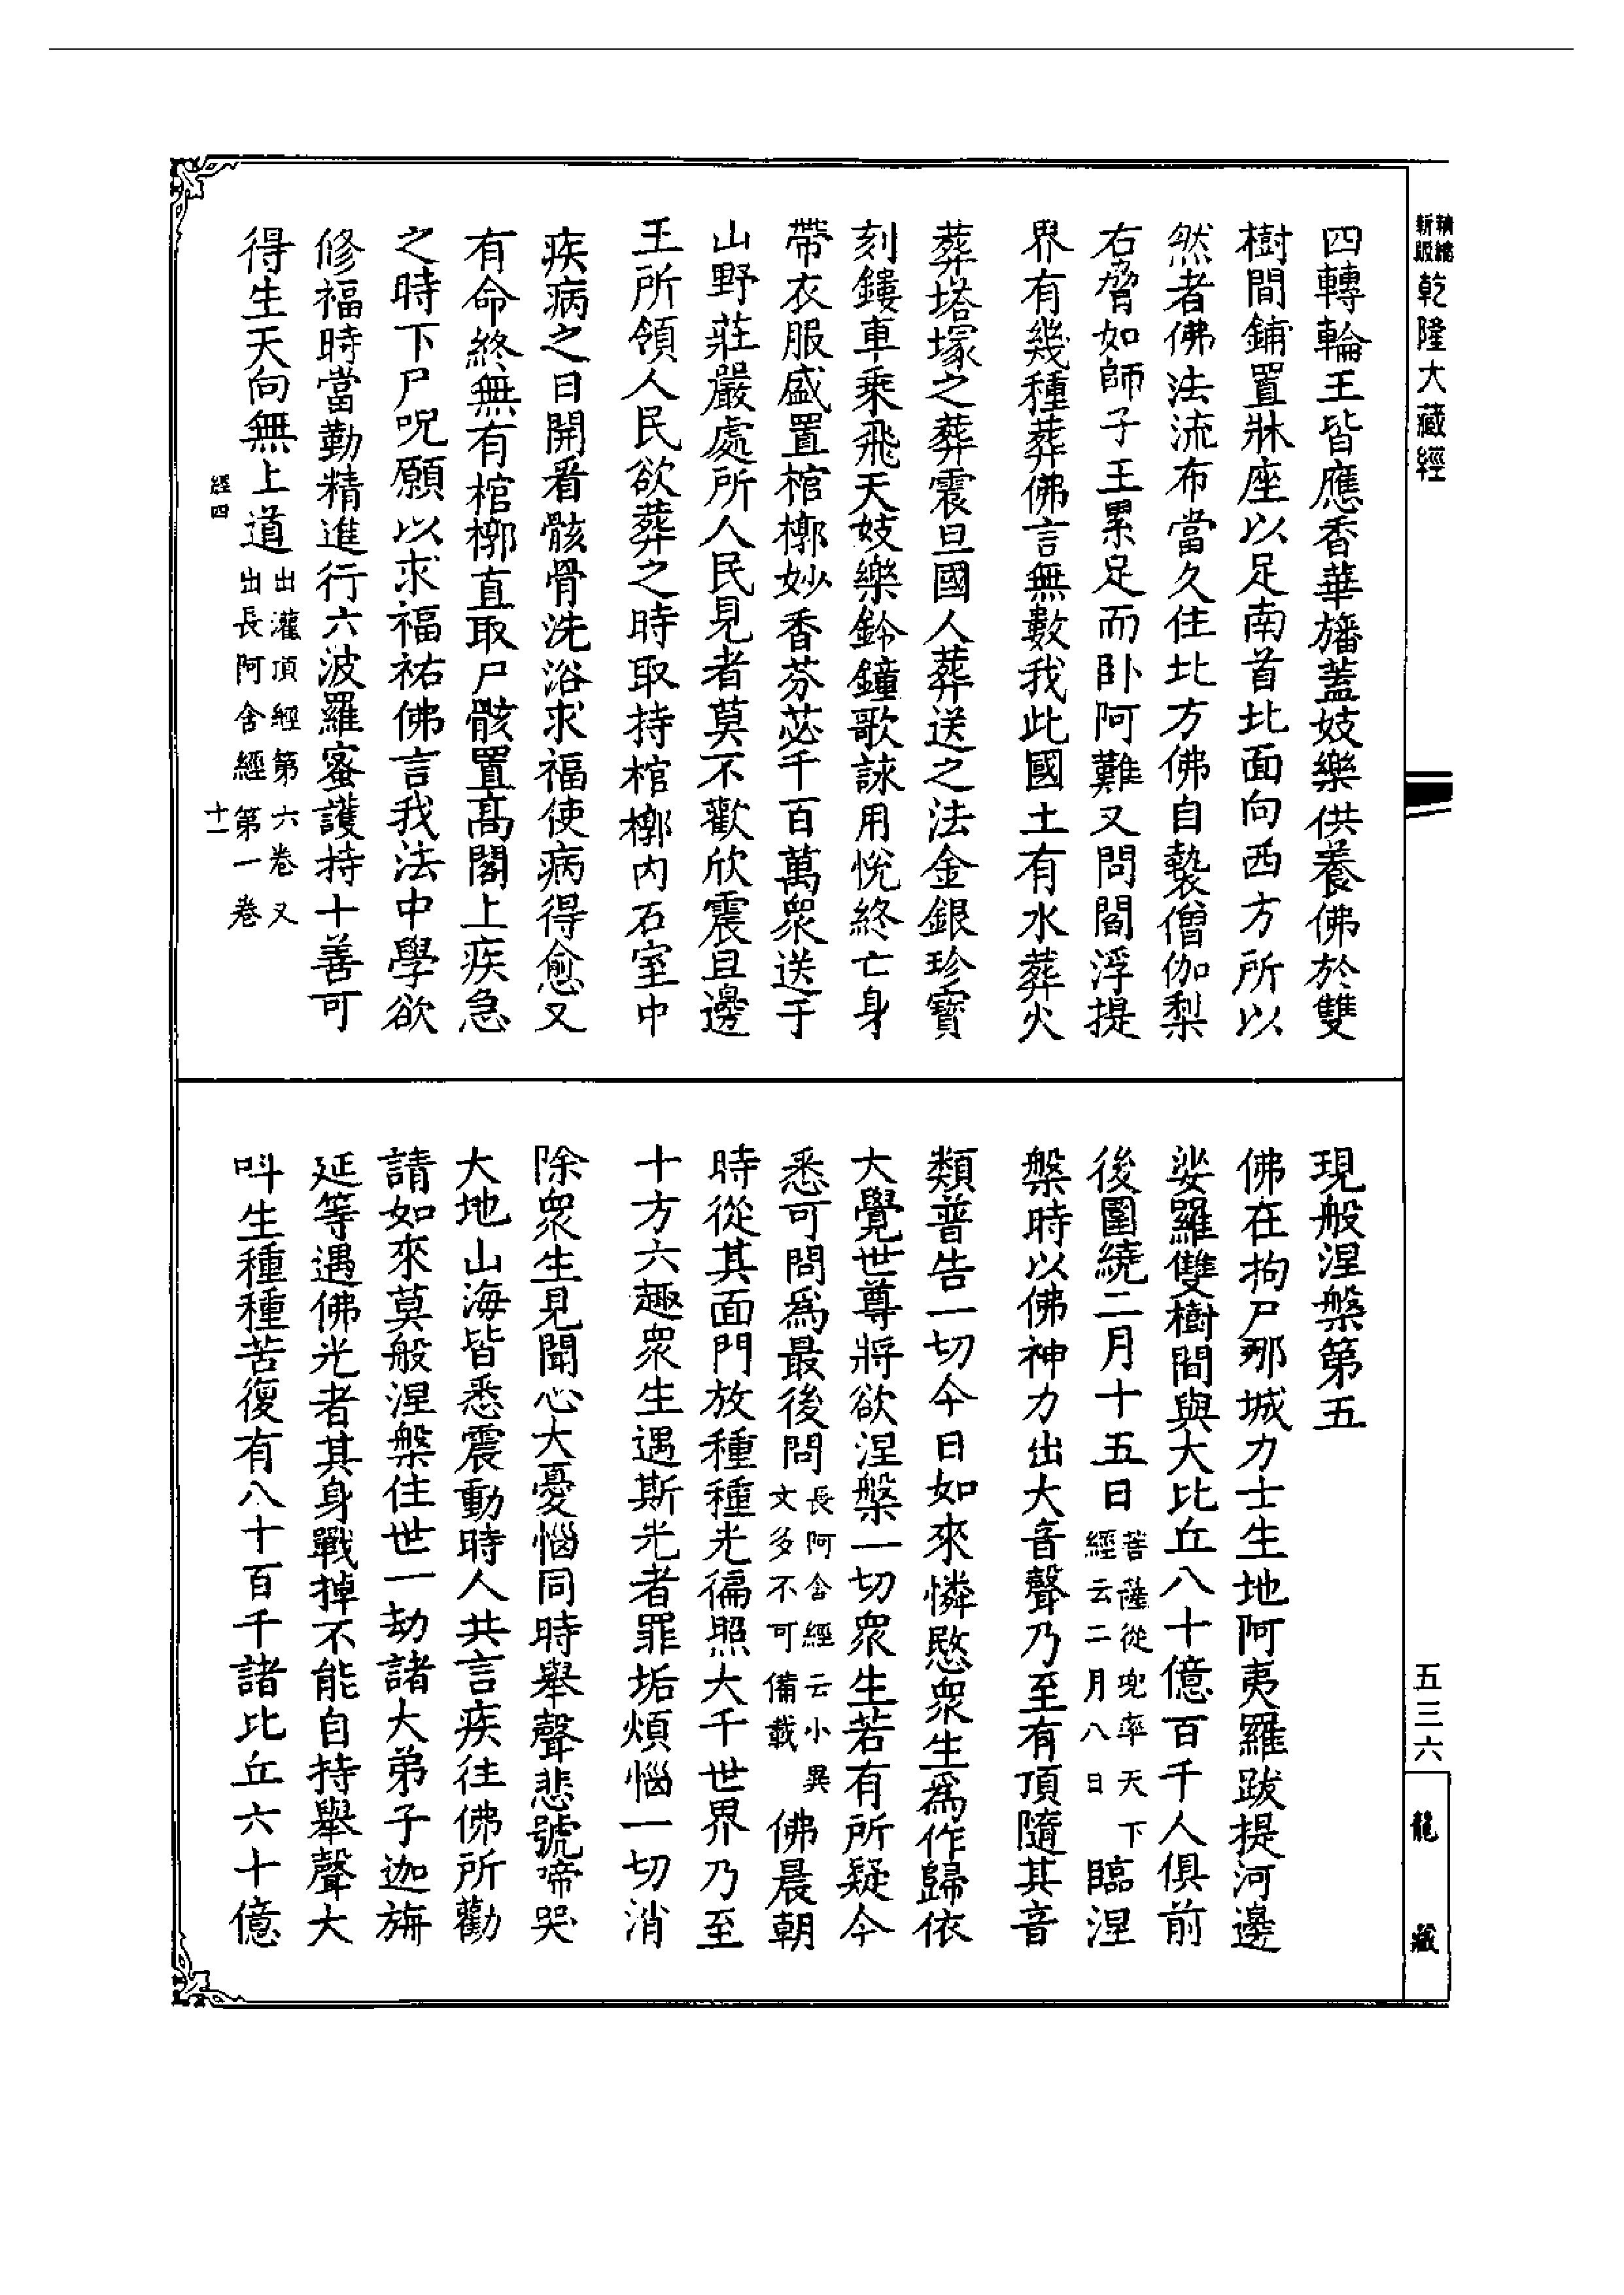 精縮新版乾隆大藏經
四轉輪王皆應香華旛蓋妓樂供養佛於雙
樹間鋪置牀座以足南首北面向西方所以
然者佛法流布當久住北方佛自褺僧伽梨
右脅如師子王累足而卧阿難又問閻浮提
界有幾種葬佛言無數我此國土有水葬火
葬塔塚之葬震旦國人葬送之法金銀珍寶
刻鏤車乘飛天妓樂鈴鐘歌詠用悅終亡身
帶衣服盛置棺槨妙香芬苾千百萬衆送于
山野莊嚴處所人民見者莫不歡欣震旦邊
王所領人民欲葬之時取持棺槨內石室中
疾病之日開看骸骨洗浴求福使病得愈又
有命終無有棺槨直取尸骸置高閣上疾急
之時下尸呪願以求福祐佛言我法中學欲
修福時當勤精進行六波羅蜜護持十善可
得生天向無上道出灌頂經第六卷又出長阿含經第一卷
經四
十一
現般涅槃第五
佛在拘尸那城力士生地阿夷羅跋提河邊
娑羅雙樹間與大比丘八十億百千人俱前
後圍繞二月十五日菩薩從兜率天下經云二月八日臨涅
槃時以佛神力出大音聲乃至有頂隨其音
類普告一切今日如來憐愍衆生爲作歸依
大覺世尊將欲涅槃一切衆生若有所疑今
悉可問爲最後問長阿含經云小異文多不可備載佛晨朝
時從其面門放種種光徧照大千世界乃至
十方六趣衆生遇斯光者罪垢煩惱一切消
除衆生見聞心大憂惱同時舉聲悲號啼哭
大地山海皆悉震動時人共言疾往佛所勸
請如來莫般涅槃住世一劫諸大弟子迦旃
延等遇佛光者其身戰掉不能自持舉聲大
呌生種種苦復有八十百千諸比丘六十億
五三六
龍藏